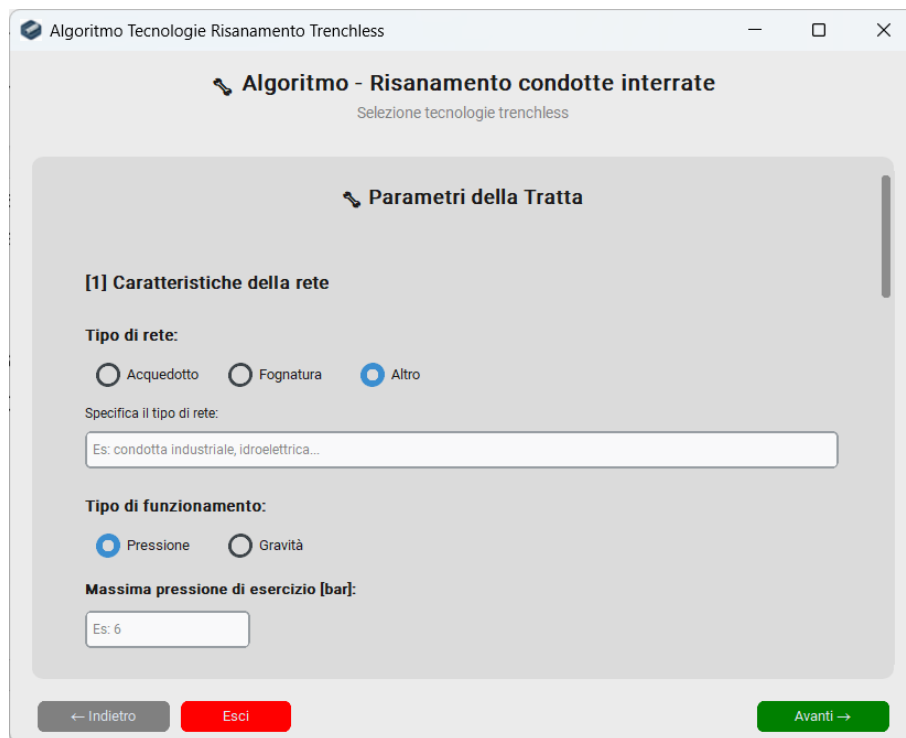 Algoritmo Tecnologie Risanamento Trenchless
Algoritmo - Risanamento condotte interrate
Selezione tecnologie trenchless
Parametri della Tratta
[1] Caratteristiche della rete
Tipo di rete:
Acquedotto Fognatura Altro
Specifica il tipo di rete:
Es: condotta industriale, idroelettrica...
Tipo di funzionamento:
Pressione Gravità
Massima pressione di esercizio [bar]:
Es: 6
← Indietro Esci Avanti →